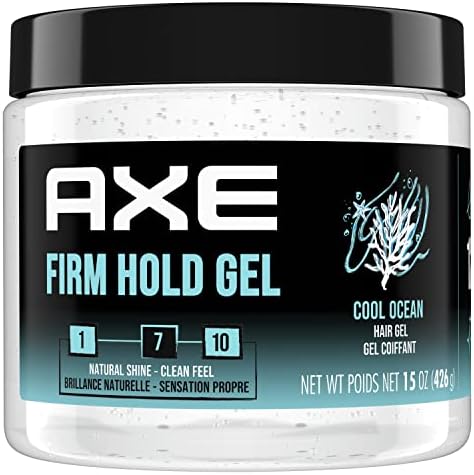 AXE
FIRM HOLD GEL
1 7 10
NATURAL SHINE - CLEAN FEEL
BRILLANCE NATURELLE - SENSATION PROPRE
COOL OCEAN
HAIR GEL
GEL COIFFANT
NET WT POIDS NET 15 OZ (426 g)